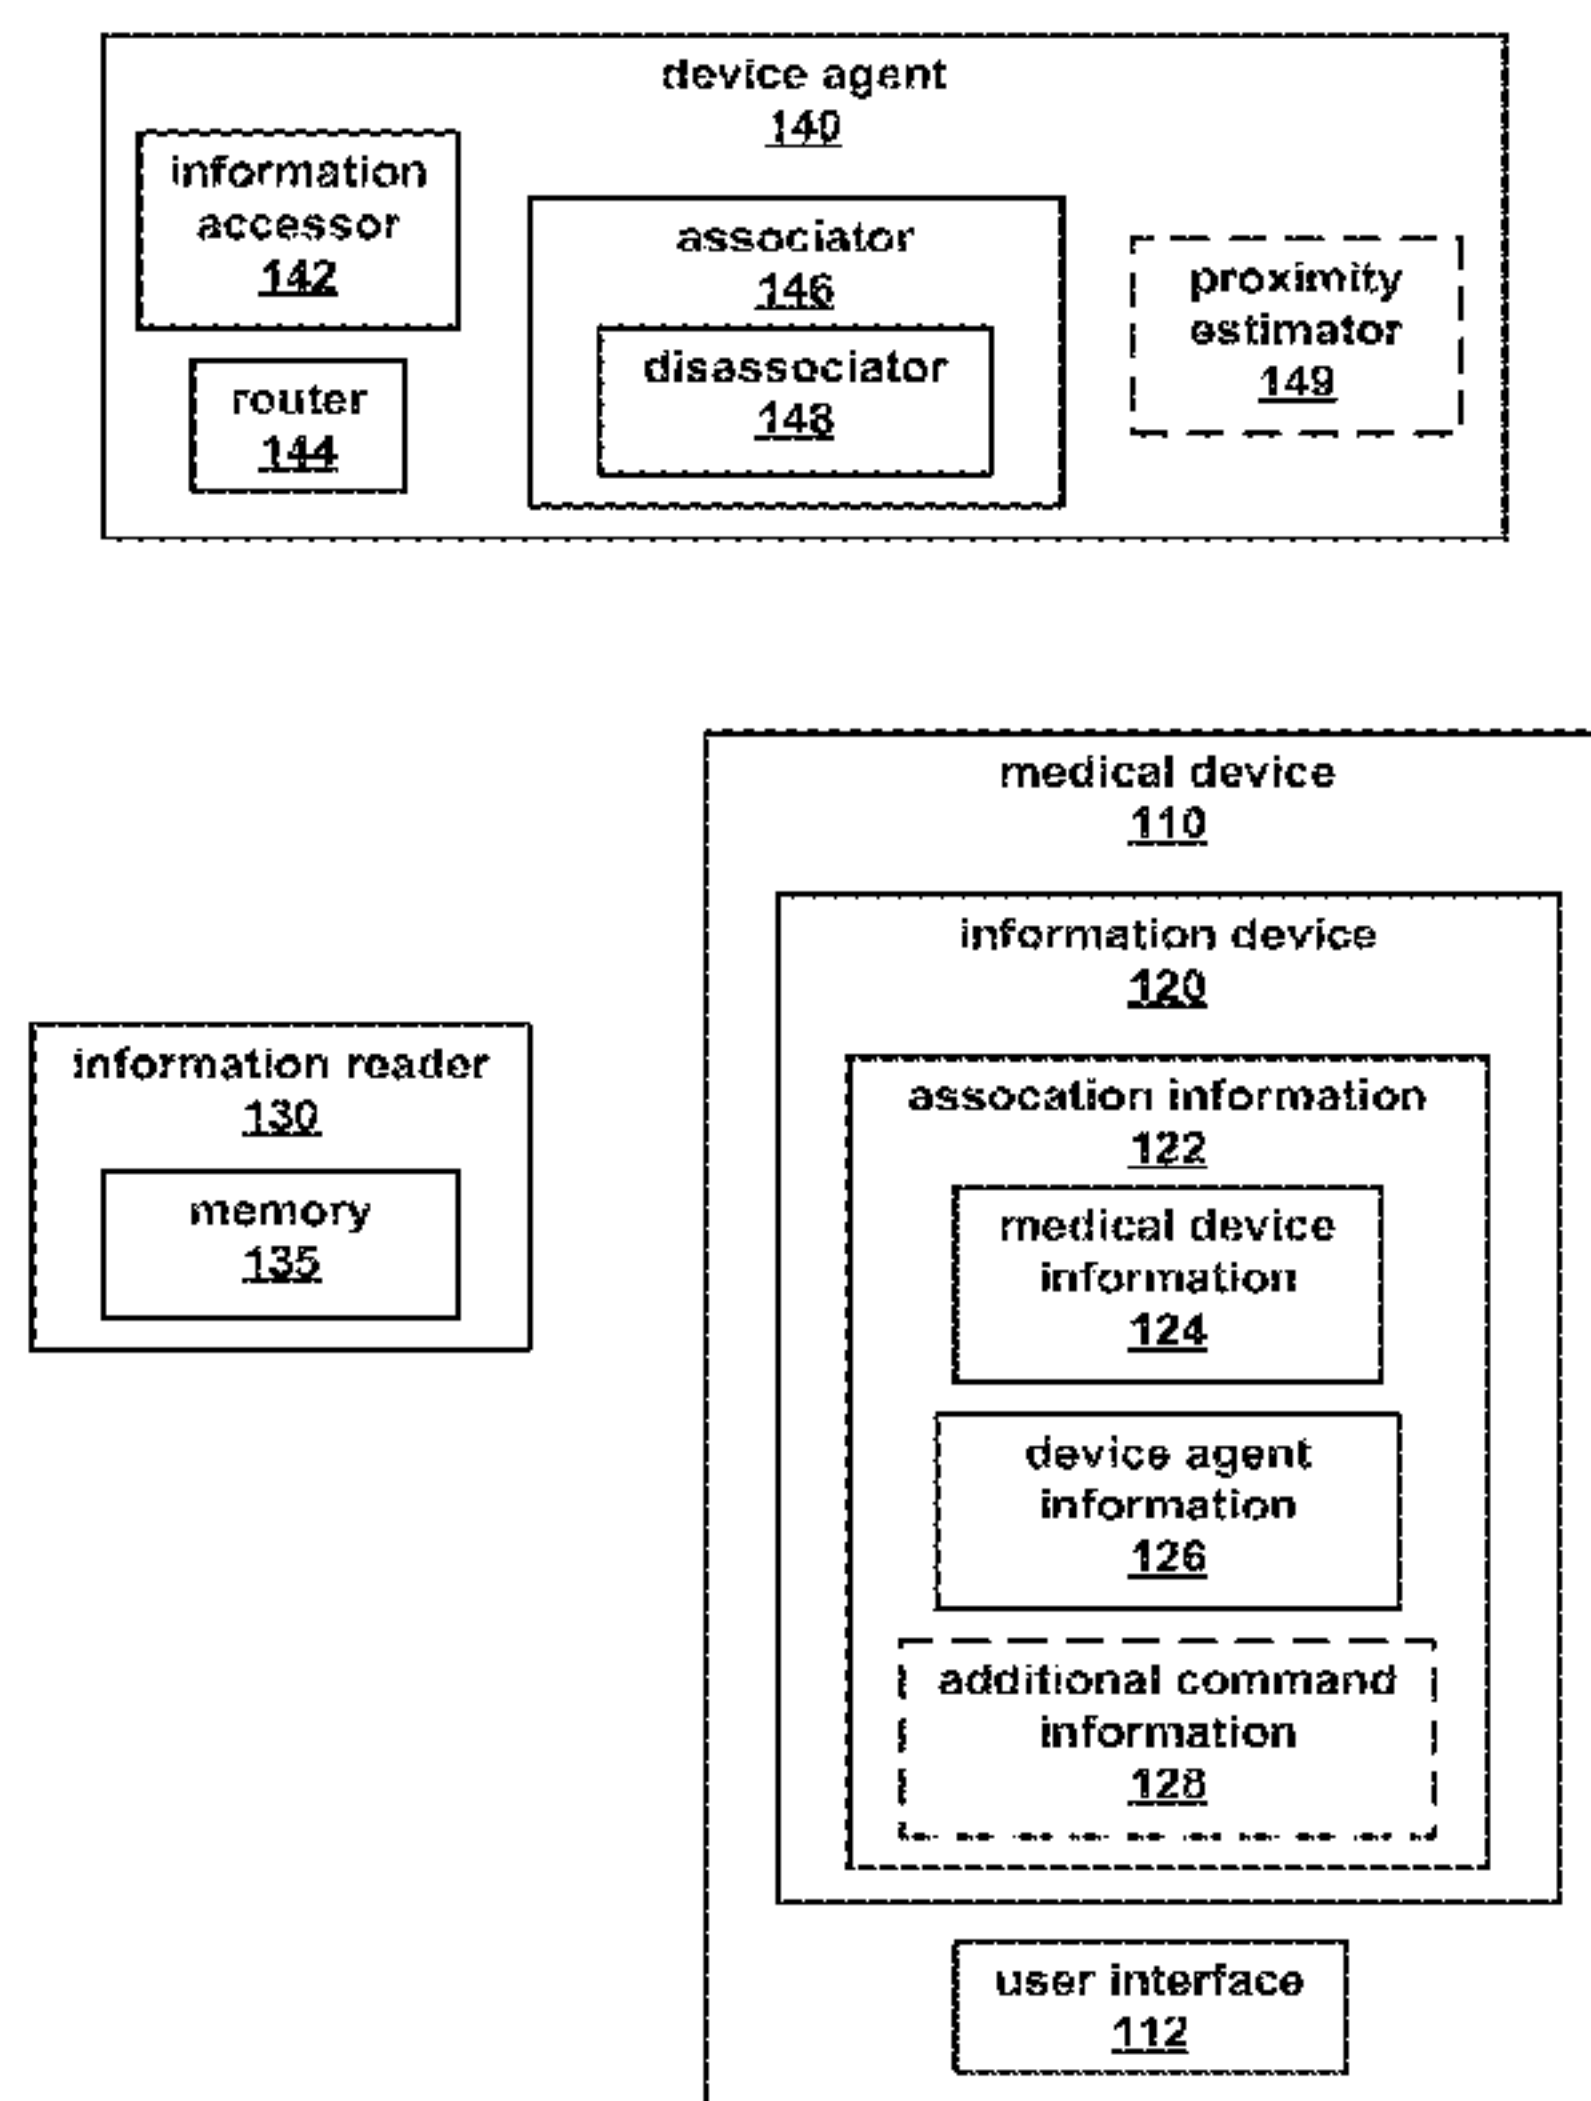 device agent
140
information
accessor
142
router
144
associator
146
disassociator
148
proximity
estimator
149
information reader
130
memory
135
medical device
110
information device
120
assocation information
122
medical device
information
124
device agent
information
126
additional command
information
128
user interface
112